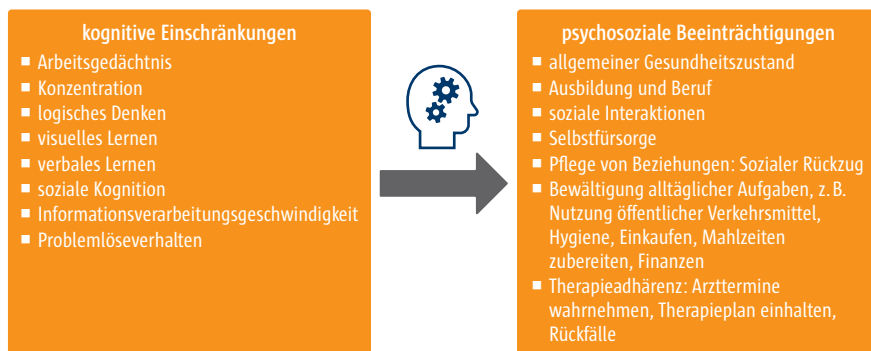 kognitive Einschränkungen
▪ Arbeitsgedächtnis
▪ Konzentration
▪ logisches Denken
▪ visuelles Lernen
▪ verbales Lernen
▪ soziale Kognition
▪ Informationsverarbeitungsgeschwindigkeit
▪ Problemlöseverhalten
psychosoziale Beeinträchtigungen
▪ allgemeiner Gesundheitszustand
▪ Ausbildung und Beruf
▪ soziale Interaktionen
▪ Selbstfürsorge
▪ Pflege von Beziehungen: Sozialer Rückzug
▪ Bewältigung alltäglicher Aufgaben, z. B.
Nutzung öffentlicher Verkehrsmittel,
Hygiene, Einkaufen, Mahlzeiten
zubereiten, Finanzen
▪ Therapieadhärenz: Arzttermine
wahrnehmen, Therapieplan einhalten,
Rückfälle